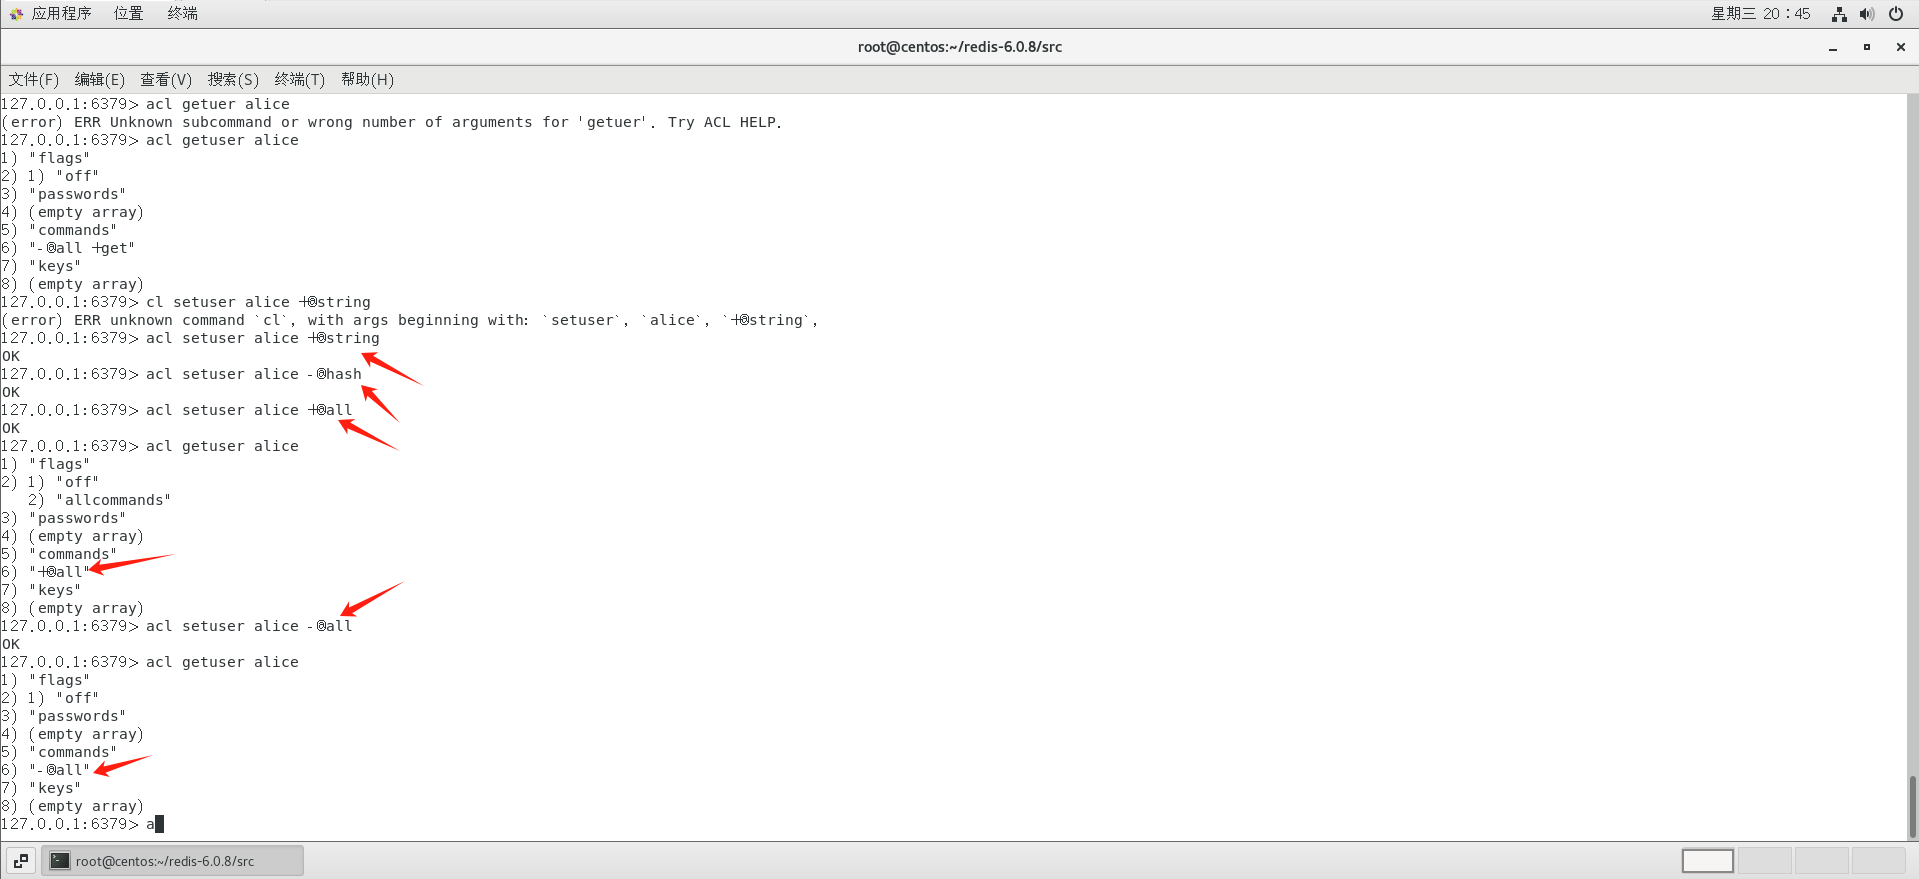 应用程序 位置 终端 星期三 20：45
root@centos:~/redis-6.0.8/src
文件(F) 编辑(E) 查看(V) 搜索(S) 终端(T) 帮助(H)
127.0.0.1:6379> acl getuer alice
(error) ERR Unknown subcommand or wrong number of arguments for 'getuer'. Try ACL HELP.
127.0.0.1:6379> acl getuser alice
1) "flags"
2) 1) "off"
3) "passwords"
4) (empty array)
5) "commands"
6) "-@all +get"
7) "keys"
8) (empty array)
127.0.0.1:6379> cl setuser alice +@string
(error) ERR unknown command `cl`, with args beginning with: `setuser`, `alice`, `+@string`,
127.0.0.1:6379> acl setuser alice +@string
OK
127.0.0.1:6379> acl setuser alice -@hash
OK
127.0.0.1:6379> acl setuser alice +@all
OK
127.0.0.1:6379> acl getuser alice
1) "flags"
2) 1) "off"
   2) "allcommands"
3) "passwords"
4) (empty array)
5) "commands"
6) "+@all"
7) "keys"
8) (empty array)
127.0.0.1:6379> acl setuser alice -@all
OK
127.0.0.1:6379> acl getuser alice
1) "flags"
2) 1) "off"
3) "passwords"
4) (empty array)
5) "commands"
6) "-@all"
7) "keys"
8) (empty array)
127.0.0.1:6379> a
root@centos:~/redis-6.0.8/src